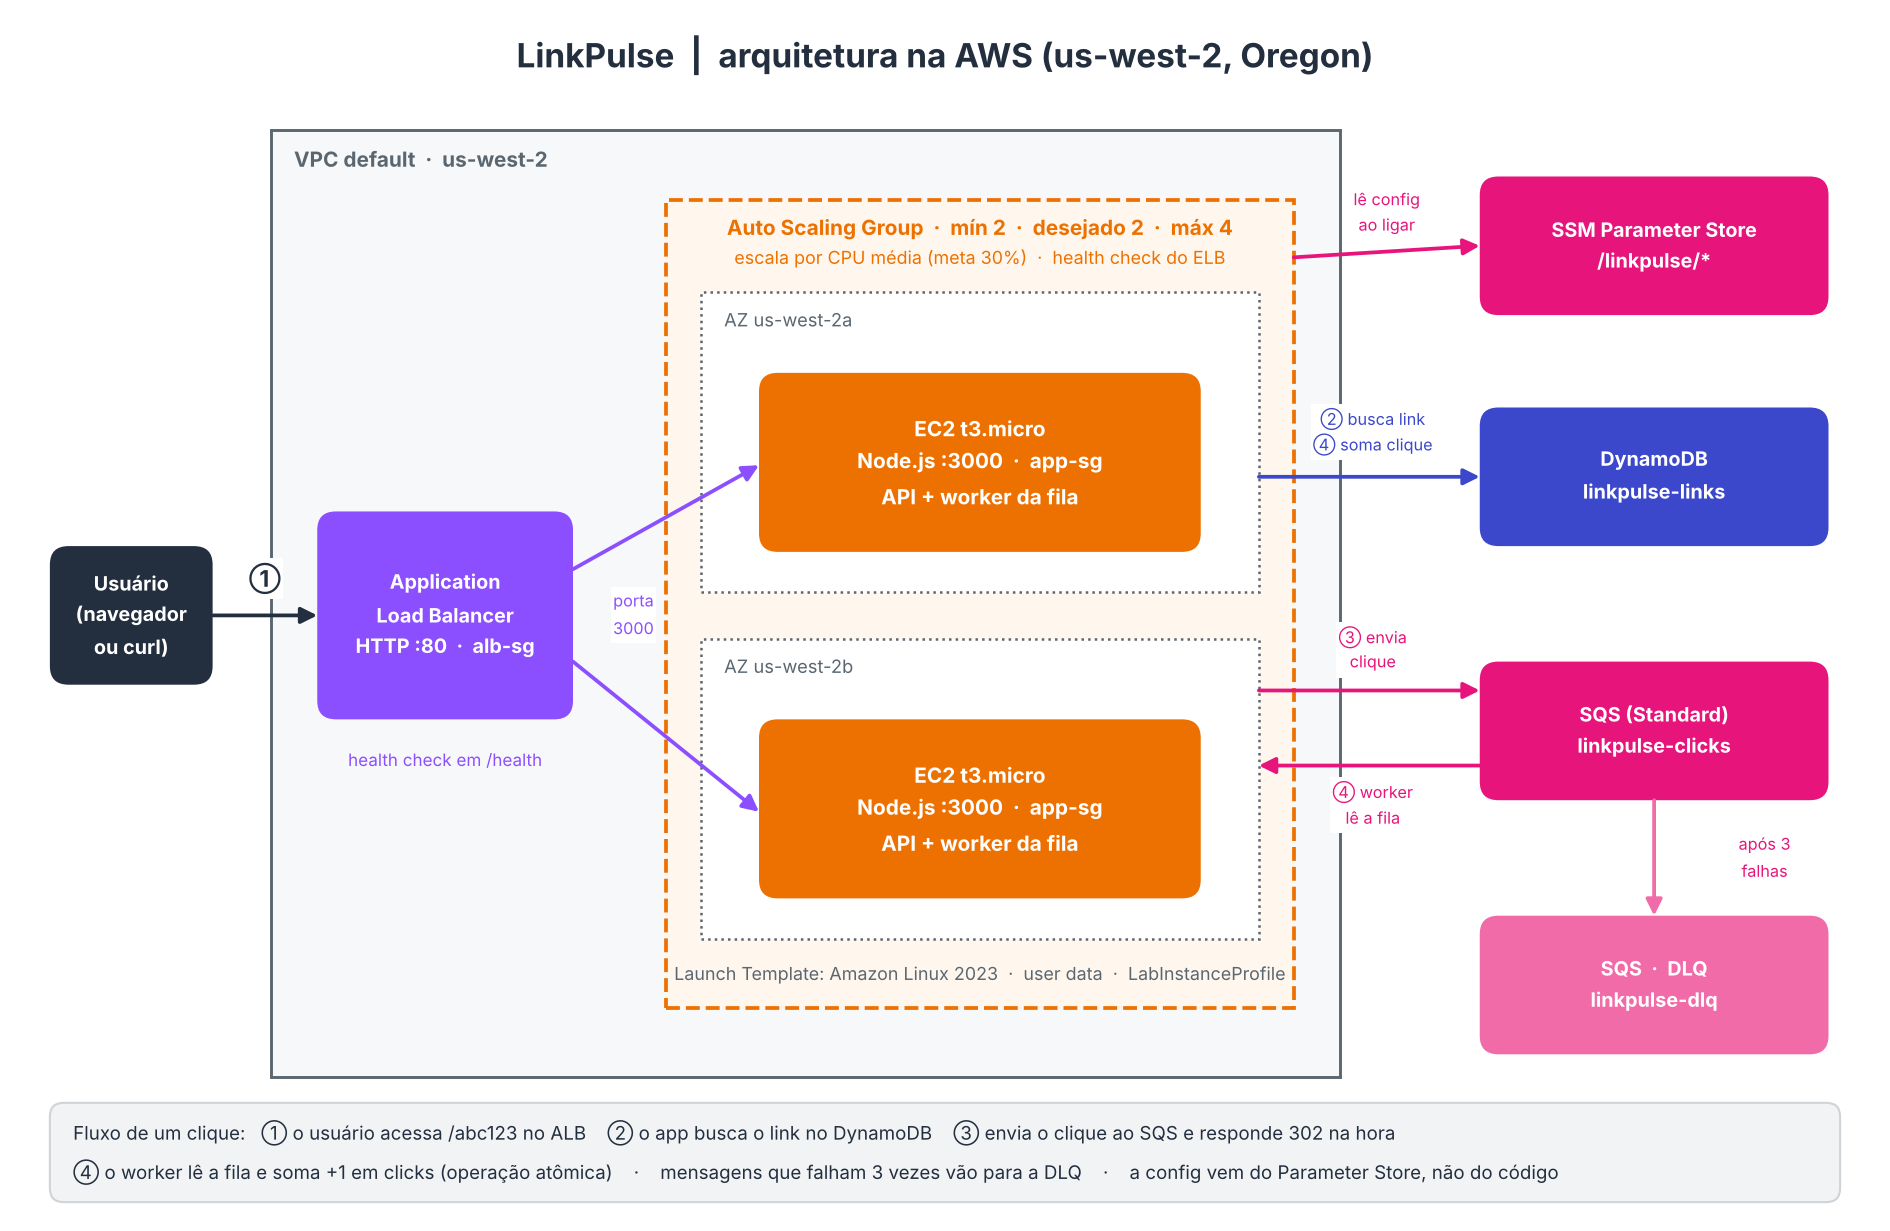 LinkPulse | arquitetura na AWS (us-west-2, Oregon)
VPC default · us-west-2
Auto Scaling Group · mín 2 · desejado 2 · máx 4
escala por CPU média (meta 30%) · health check do ELB
AZ us-west-2a
EC2 t3.micro
Node.js :3000 · app-sg
API + worker da fila
AZ us-west-2b
EC2 t3.micro
Node.js :3000 · app-sg
API + worker da fila
Launch Template: Amazon Linux 2023 · user data · LabInstanceProfile
Usuário
(navegador
ou curl)
①
Application
Load Balancer
HTTP :80 · alb-sg
health check em /health
porta
3000
lê config
ao ligar
SSM Parameter Store
/linkpulse/*
② busca link
④ soma clique
DynamoDB
linkpulse-links
③ envia
clique
SQS (Standard)
linkpulse-clicks
④ worker
lê a fila
após 3
falhas
SQS · DLQ
linkpulse-dlq
Fluxo de um clique: ① o usuário acessa /abc123 no ALB ② o app busca o link no DynamoDB ③ envia o clique ao SQS e responde 302 na hora
④ o worker lê a fila e soma +1 em clicks (operação atômica) · mensagens que falham 3 vezes vão para a DLQ · a config vem do Parameter Store, não do código